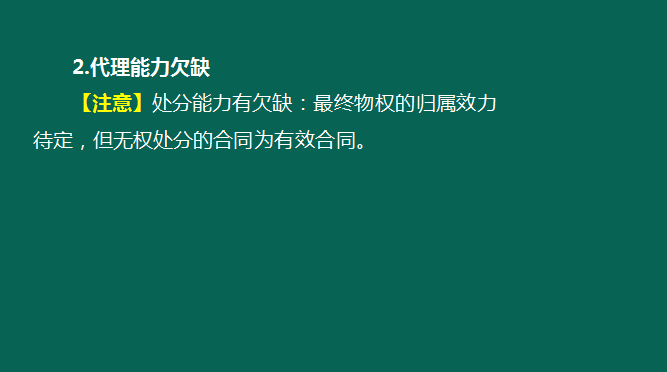 2.代理能力欠缺
【注意】处分能力有欠缺：最终物权的归属效力
待定，但无权处分的合同为有效合同。